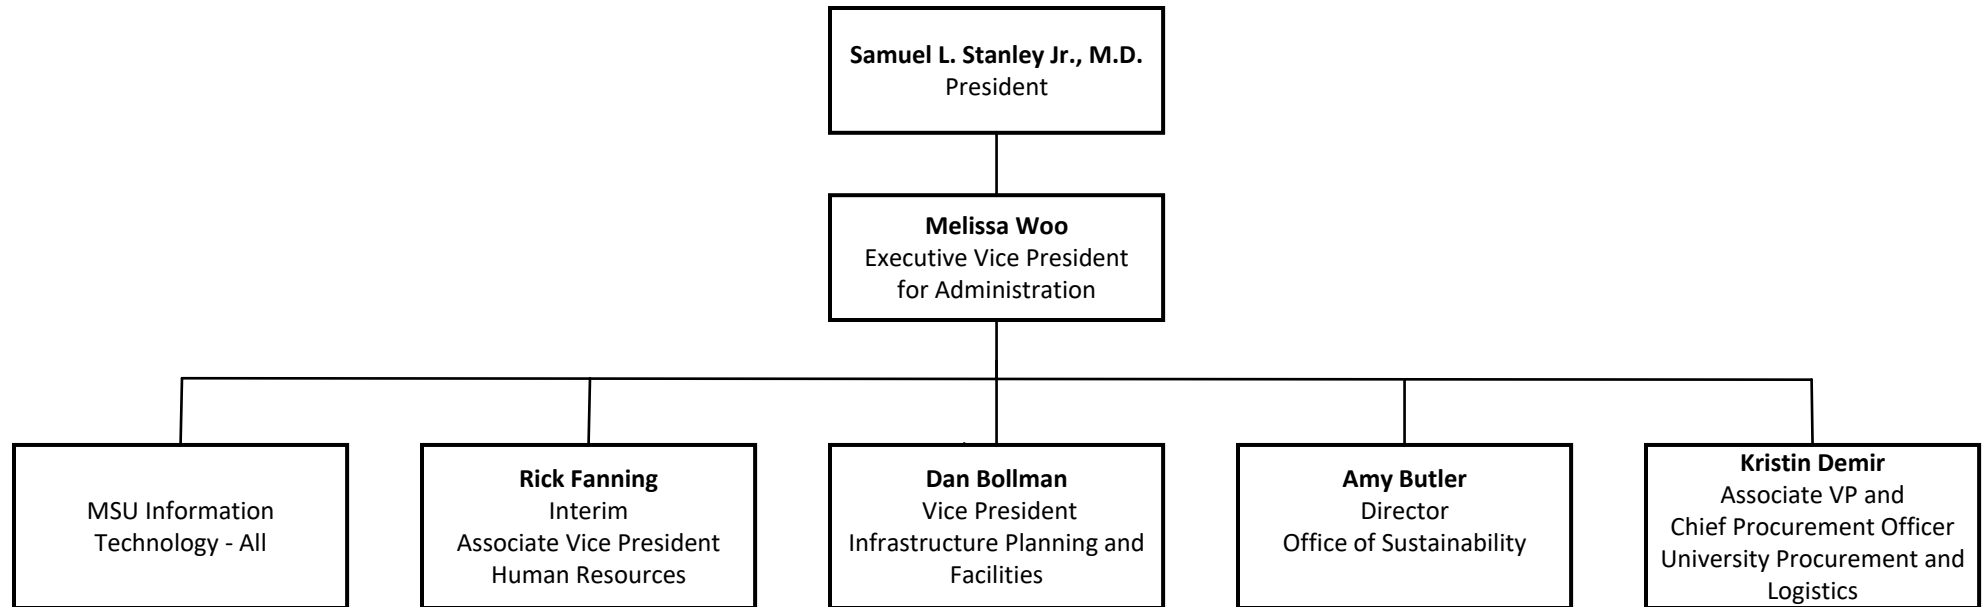 Samuel L. Stanley Jr., M.D.
President
Melissa Woo
Executive Vice President
for Administration
MSU Information
Technology - All
Rick Fanning
Interim
Associate Vice President
Human Resources
Dan Bollman
Vice President
Infrastructure Planning and
Facilities
Amy Butler
Director
Office of Sustainability
Kristin Demir
Associate VP and
Chief Procurement Officer
University Procurement and
Logistics